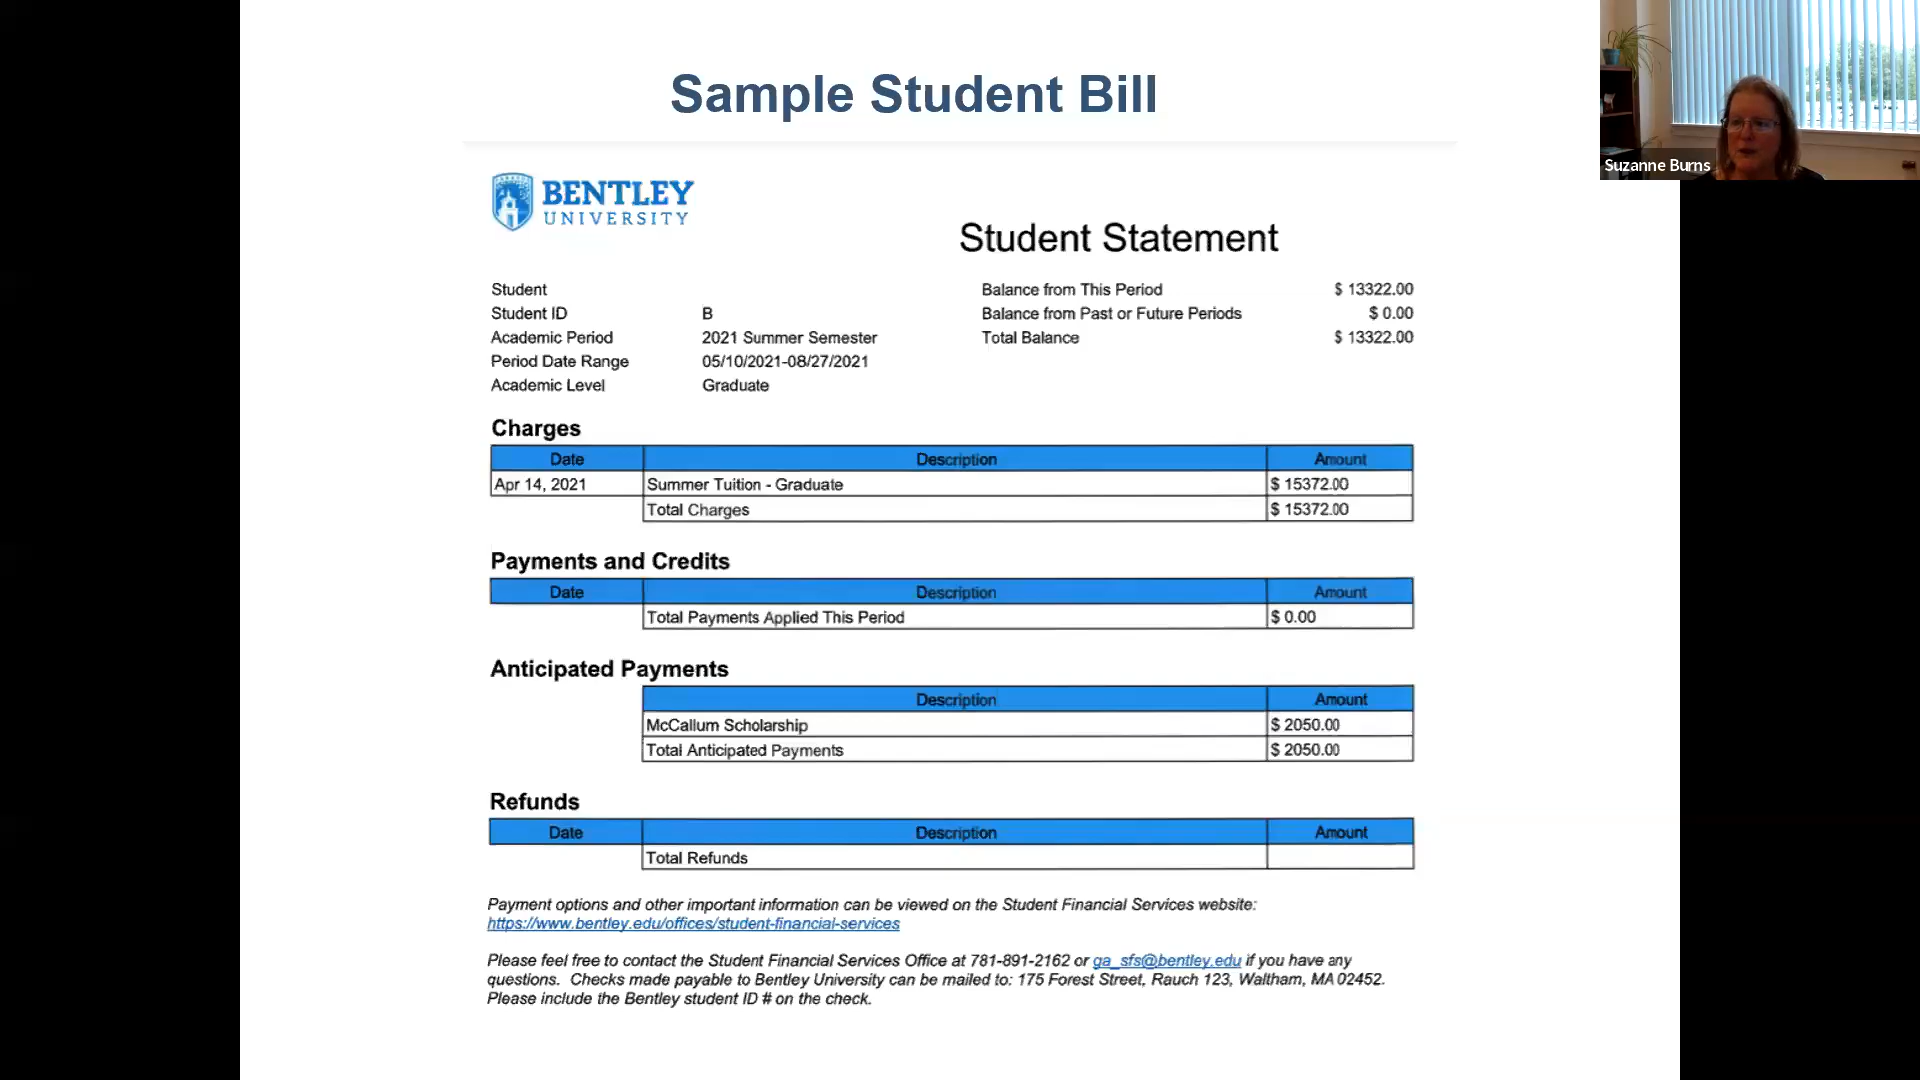 Sample Student Bill
Suzanne Burns
BENTLEY
UNIVERSITY
Student Statement
Student
Student ID B
Academic Period 2021 Summer Semester
Period Date Range 05/10/2021-08/27/2021
Academic Level Graduate
Balance from This Period $ 13322.00
Balance from Past or Future Periods $ 0.00
Total Balance $ 13322.00
Charges
Date Description Amount
Apr 14, 2021 Summer Tuition - Graduate $ 15372.00
Total Charges $ 15372.00
Payments and Credits
Date Description Amount
Total Payments Applied This Period $ 0.00
Anticipated Payments
Description Amount
McCallum Scholarship $ 2050.00
Total Anticipated Payments $ 2050.00
Refunds
Date Description Amount
Total Refunds
Payment options and other important information can be viewed on the Student Financial Services website:
https://www.bentley.edu/offices/student-financial-services
Please feel free to contact the Student Financial Services Office at 781-891-2162 or ga_sfs@bentley.edu if you have any
questions. Checks made payable to Bentley University can be mailed to: 175 Forest Street, Rauch 123, Waltham, MA 02452.
Please include the Bentley student ID # on the check.